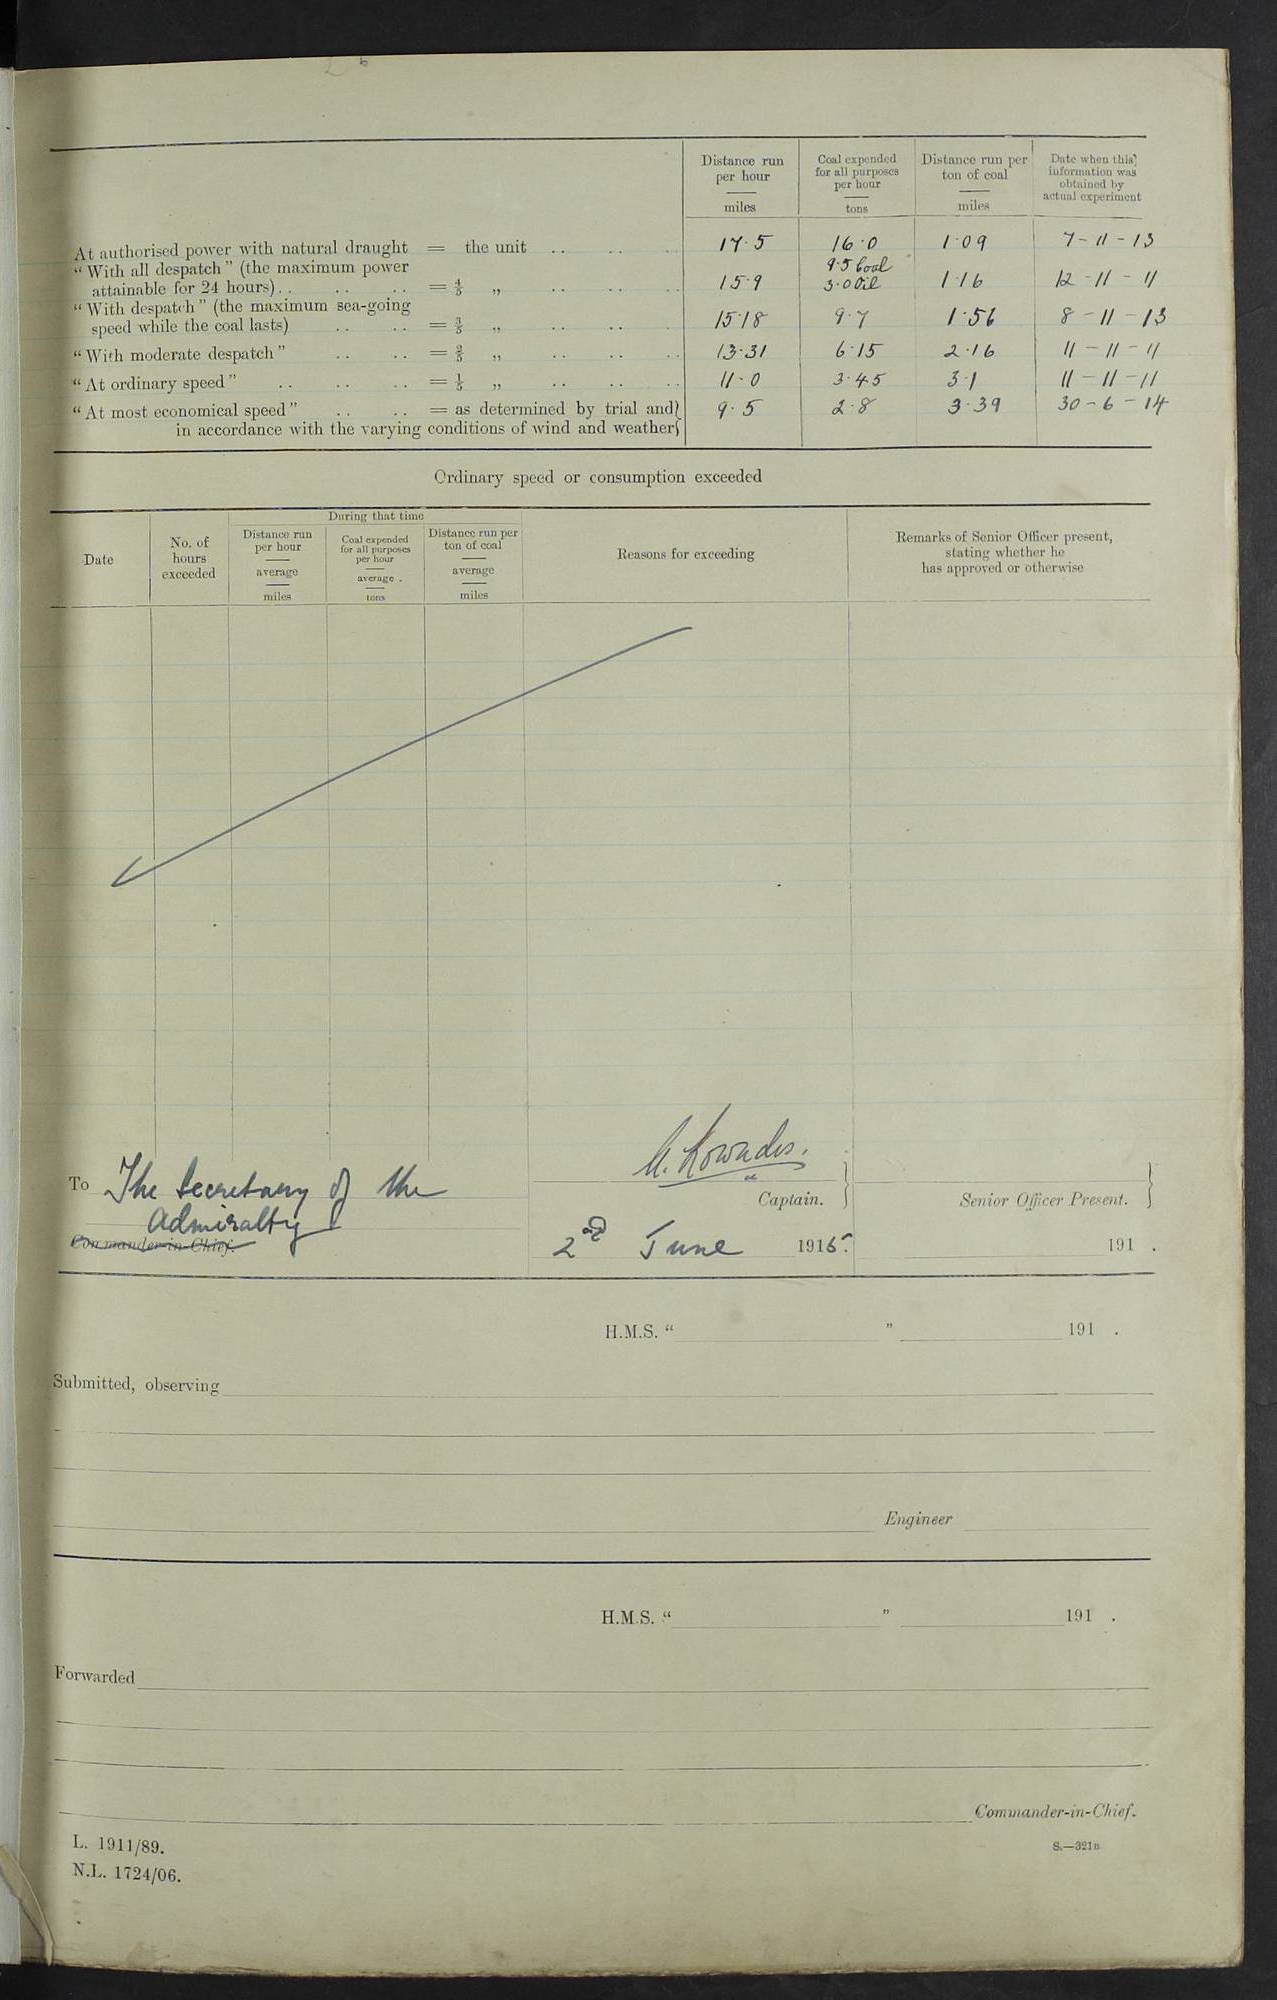 Distance run per hour miles
Coal expended for all purposes per hour tons
Distance run per ton of coal miles
Date when this information was obtained by actual experiment
At authorised power with natural draught = the unit .. .. .. 17·5 16·0 1·09 7-11-13
"With all despatch" (the maximum power 9·5 Coal
attainable for 24 hours).. .. .. = 4/5 „ .. .. .. 15·9 3·0 Oil 1·16 12-11-11
"With despatch" (the maximum sea-going
speed while the coal lasts) .. .. = 3/5 „ .. .. .. 15·18 9·7 1·56 8-11-13
"With moderate despatch" .. .. = 2/5 „ .. .. .. 13·31 6·15 2·16 11-11-11
"At ordinary speed" .. .. .. = 1/5 „ .. .. .. 11·0 3·45 3·1 11-11-11
"At most economical speed" .. .. = as determined by trial and} 9·5 2·8 3·39 30-6-14
in accordance with the varying conditions of wind and weather}
Ordinary speed or consumption exceeded
During that time
Date
No. of hours exceeded
Distance run per hour average miles
Coal expended for all purposes per hour average . tons
Distance run per ton of coal average miles
Reasons for exceeding
Remarks of Senior Officer present, stating whether he has approved or otherwise
To The Secretary of the
Admiralty
Commander-in-Chief.
Captain. }
2nd June 1915.
Senior Officer Present. }
191 .
H.M.S. " " 191 .
Submitted, observing
Engineer
H.M.S. " " 191 .
Forwarded
Commander-in-Chief.
L. 1911/89.
N.L. 1724/06.
S.—321B